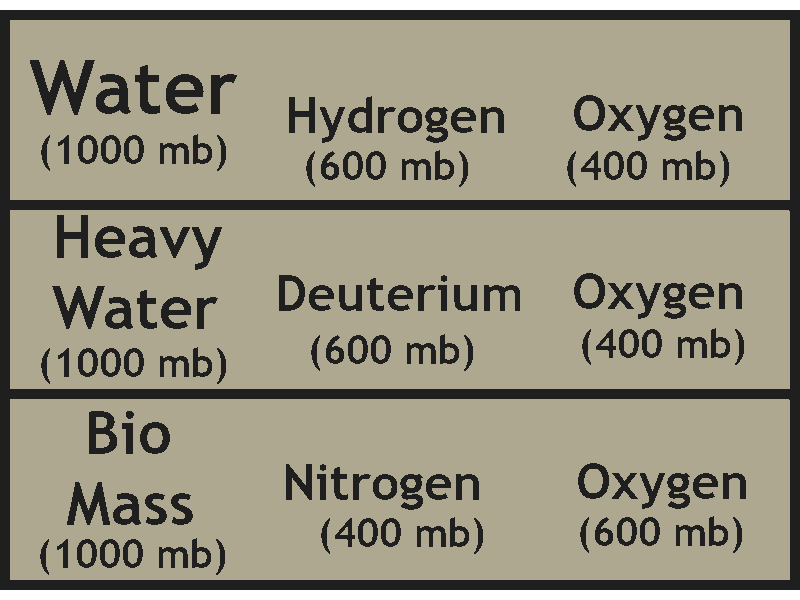 Water
(1000 mb)
Hydrogen
(600 mb)
Oxygen
(400 mb)
Heavy
Water
(1000 mb)
Deuterium
(600 mb)
Oxygen
(400 mb)
Bio
Mass
(1000 mb)
Nitrogen
(400 mb)
Oxygen
(600 mb)